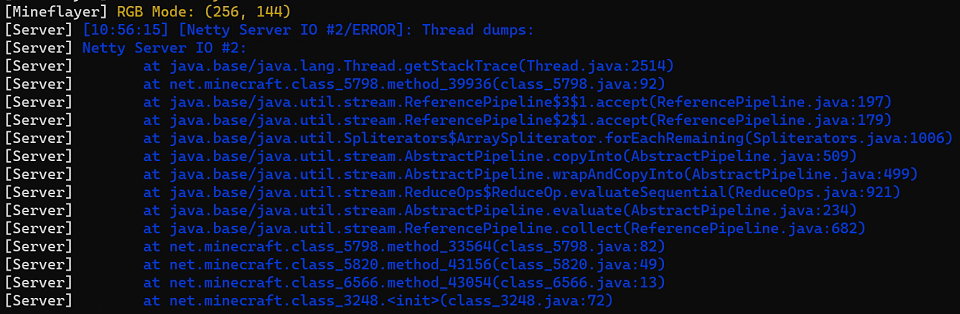 [Mineflayer] RGB Mode: (256, 144)
[Server] [10:56:15] [Netty Server IO #2/ERROR]: Thread dumps:
[Server] Netty Server IO #2:
[Server]         at java.base/java.lang.Thread.getStackTrace(Thread.java:2514)
[Server]         at net.minecraft.class_5798.method_39936(class_5798.java:92)
[Server]         at java.base/java.util.stream.ReferencePipeline$3$1.accept(ReferencePipeline.java:197)
[Server]         at java.base/java.util.stream.ReferencePipeline$2$1.accept(ReferencePipeline.java:179)
[Server]         at java.base/java.util.Spliterators$ArraySpliterator.forEachRemaining(Spliterators.java:1006)
[Server]         at java.base/java.util.stream.AbstractPipeline.copyInto(AbstractPipeline.java:509)
[Server]         at java.base/java.util.stream.AbstractPipeline.wrapAndCopyInto(AbstractPipeline.java:499)
[Server]         at java.base/java.util.stream.ReduceOps$ReduceOp.evaluateSequential(ReduceOps.java:921)
[Server]         at java.base/java.util.stream.AbstractPipeline.evaluate(AbstractPipeline.java:234)
[Server]         at java.base/java.util.stream.ReferencePipeline.collect(ReferencePipeline.java:682)
[Server]         at net.minecraft.class_5798.method_33564(class_5798.java:82)
[Server]         at net.minecraft.class_5820.method_43156(class_5820.java:49)
[Server]         at net.minecraft.class_6566.method_43054(class_6566.java:13)
[Server]         at net.minecraft.class_3248.<init>(class_3248.java:72)